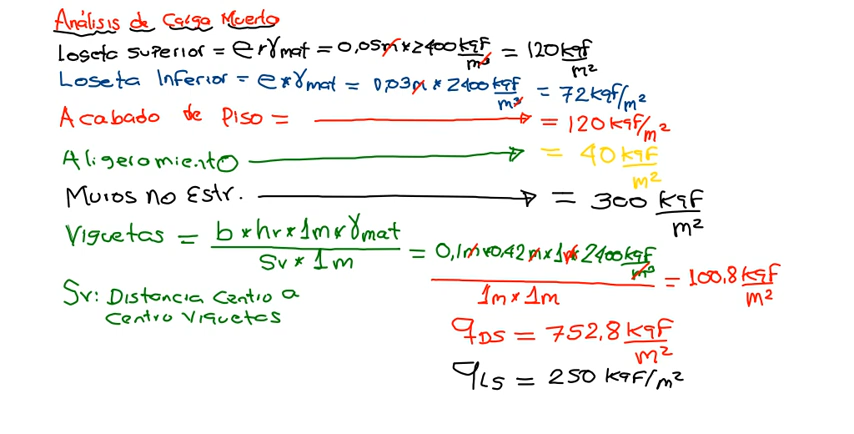 Análisis de Carga Muerto
Loseta superior = e * γmat = 0,05m * 2400 kgf/m³ = 120 kgf/m²
Loseta Inferior = e * γmat = 0,03m * 2400 kgf/m³ = 72 kgf/m²
Acabado de Piso = → = 120 kgf/m²
Aligeramiento → = 40 kgf/m²
Muros no Estr. → = 300 kgf/m²
Viguetas = b * hv * 1m * γmat / Sv * 1m = 0,1m * 0,42m * 1m * 2400 kgf/m³ / 1m * 1m = 100,8 kgf/m²
Sv: Distancia Centro a
Centro Viguetas
qDS = 752,8 kgf/m²
qLS = 250 kgf/m²